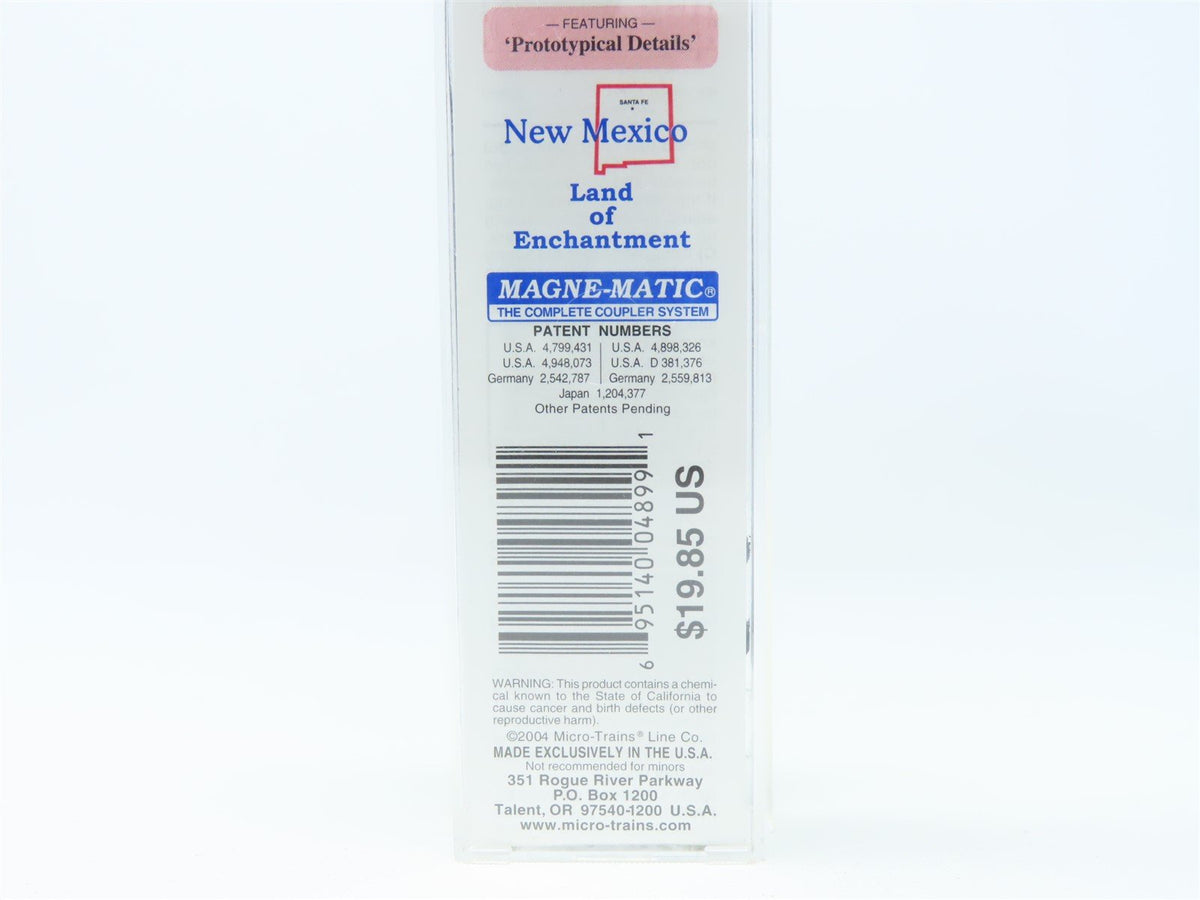 — FEATURING —
‘Prototypical Details’
SANTA FE
New Mexico
Land
of
Enchantment
MAGNE-MATIC®
THE COMPLETE COUPLER SYSTEM
PATENT NUMBERS
U.S.A. 4,799,431 | U.S.A. 4,898,326
U.S.A. 4,948,073 | U.S.A. D 381,376
Germany 2,542,787 | Germany 2,559,813
Japan 1,204,377
Other Patents Pending
6 95140 04899 1
$19.85 US
WARNING: This product contains a chemi-
cal known to the State of California to
cause cancer and birth defects (or other
reproductive harm).
©2004 Micro-Trains® Line Co.
MADE EXCLUSIVELY IN THE U.S.A.
Not recommended for minors
351 Rogue River Parkway
P.O. Box 1200
Talent, OR 97540-1200 U.S.A.
www.micro-trains.com